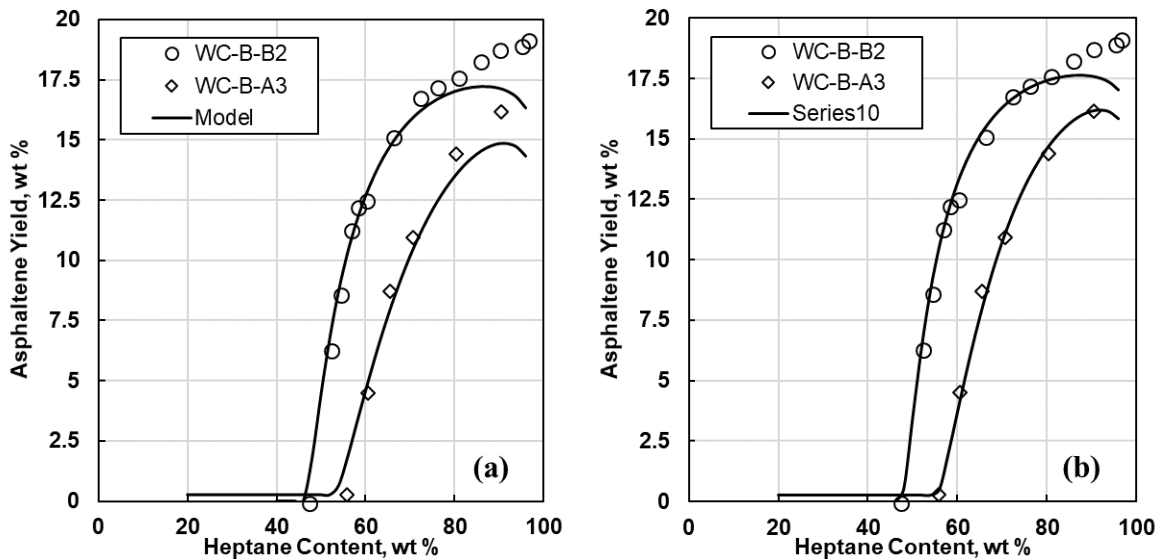 20
17.5
15
12.5
10
7.5
5
2.5
0
Asphaltene Yield, wt %
WC-B-B2
WC-B-A3
Model
(a)
0 20 40 60 80 100
Heptane Content, wt %
20
17.5
15
12.5
10
7.5
5
2.5
0
Asphaltene Yield, wt %
WC-B-B2
WC-B-A3
Series10
(b)
0 20 40 60 80 100
Heptane Content, wt %